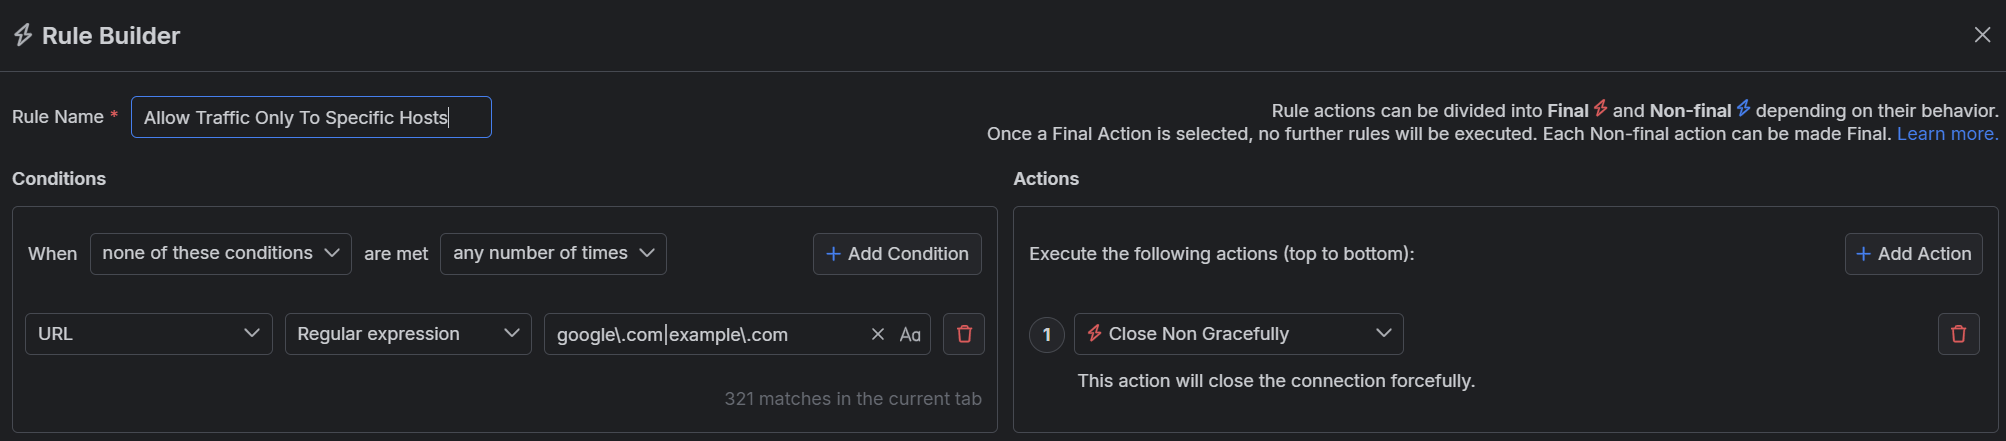 Rule Builder
Rule Name *
Allow Traffic Only To Specific Hosts
Rule actions can be divided into Final and Non-final depending on their behavior.
Once a Final Action is selected, no further rules will be executed. Each Non-final action can be made Final. Learn more.
Conditions
When none of these conditions are met any number of times + Add Condition
URL Regular expression google\.com|example\.com Aa
321 matches in the current tab
Actions
Execute the following actions (top to bottom): + Add Action
1 Close Non Gracefully
This action will close the connection forcefully.